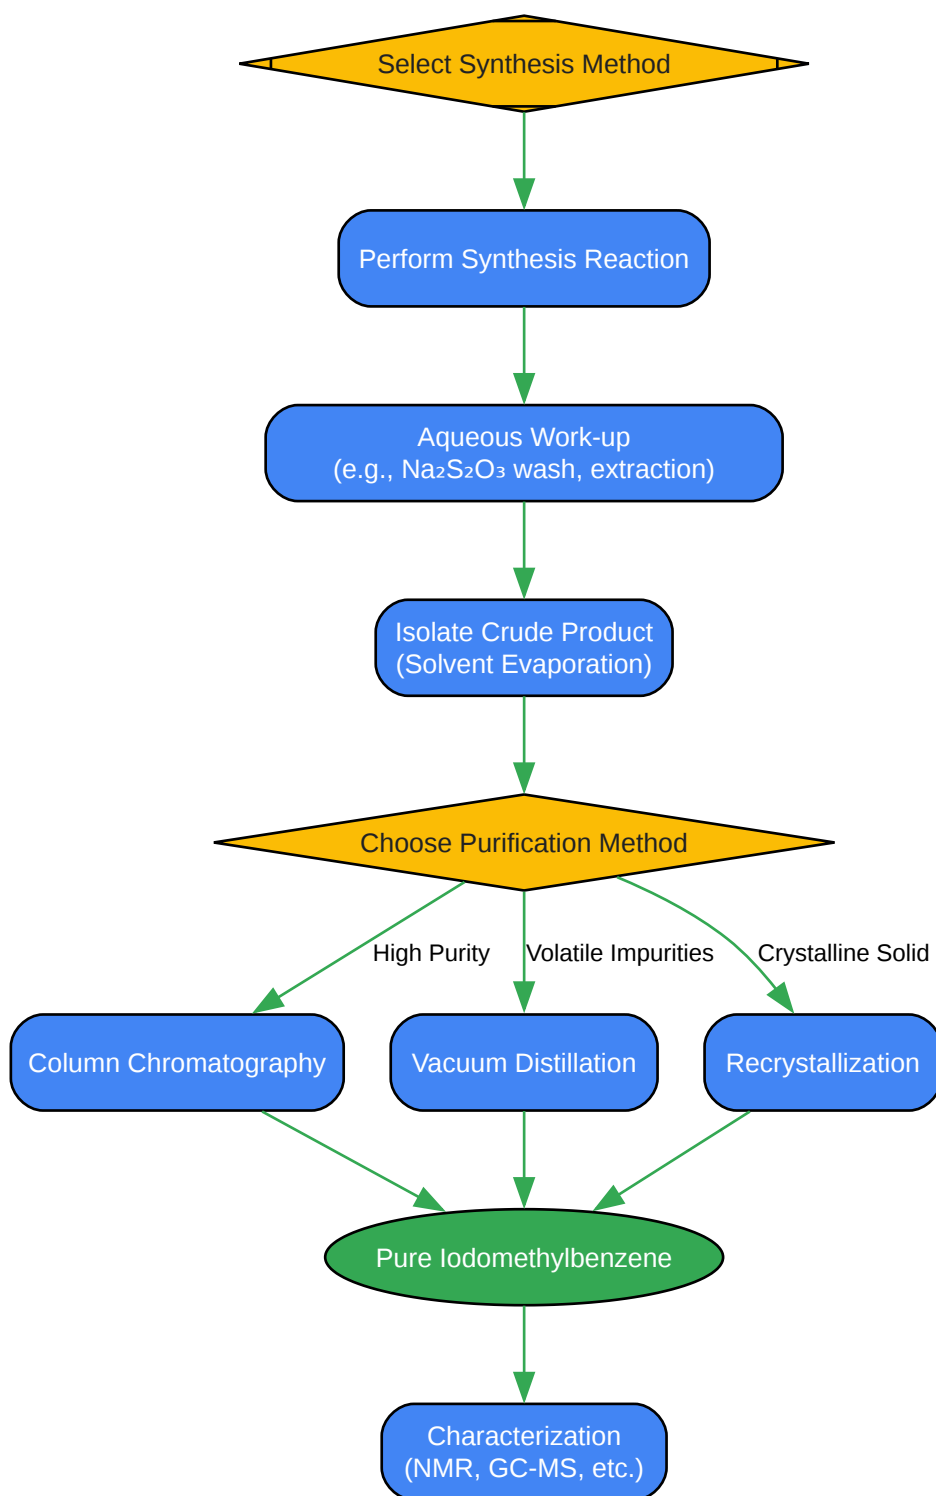 Select Synthesis Method
Perform Synthesis Reaction
Aqueous Work-up
(e.g., Na₂S₂O₃ wash, extraction)
Isolate Crude Product
(Solvent Evaporation)
Choose Purification Method
High Purity
Volatile Impurities
Crystalline Solid
Column Chromatography
Vacuum Distillation
Recrystallization
Pure Iodomethylbenzene
Characterization
(NMR, GC-MS, etc.)